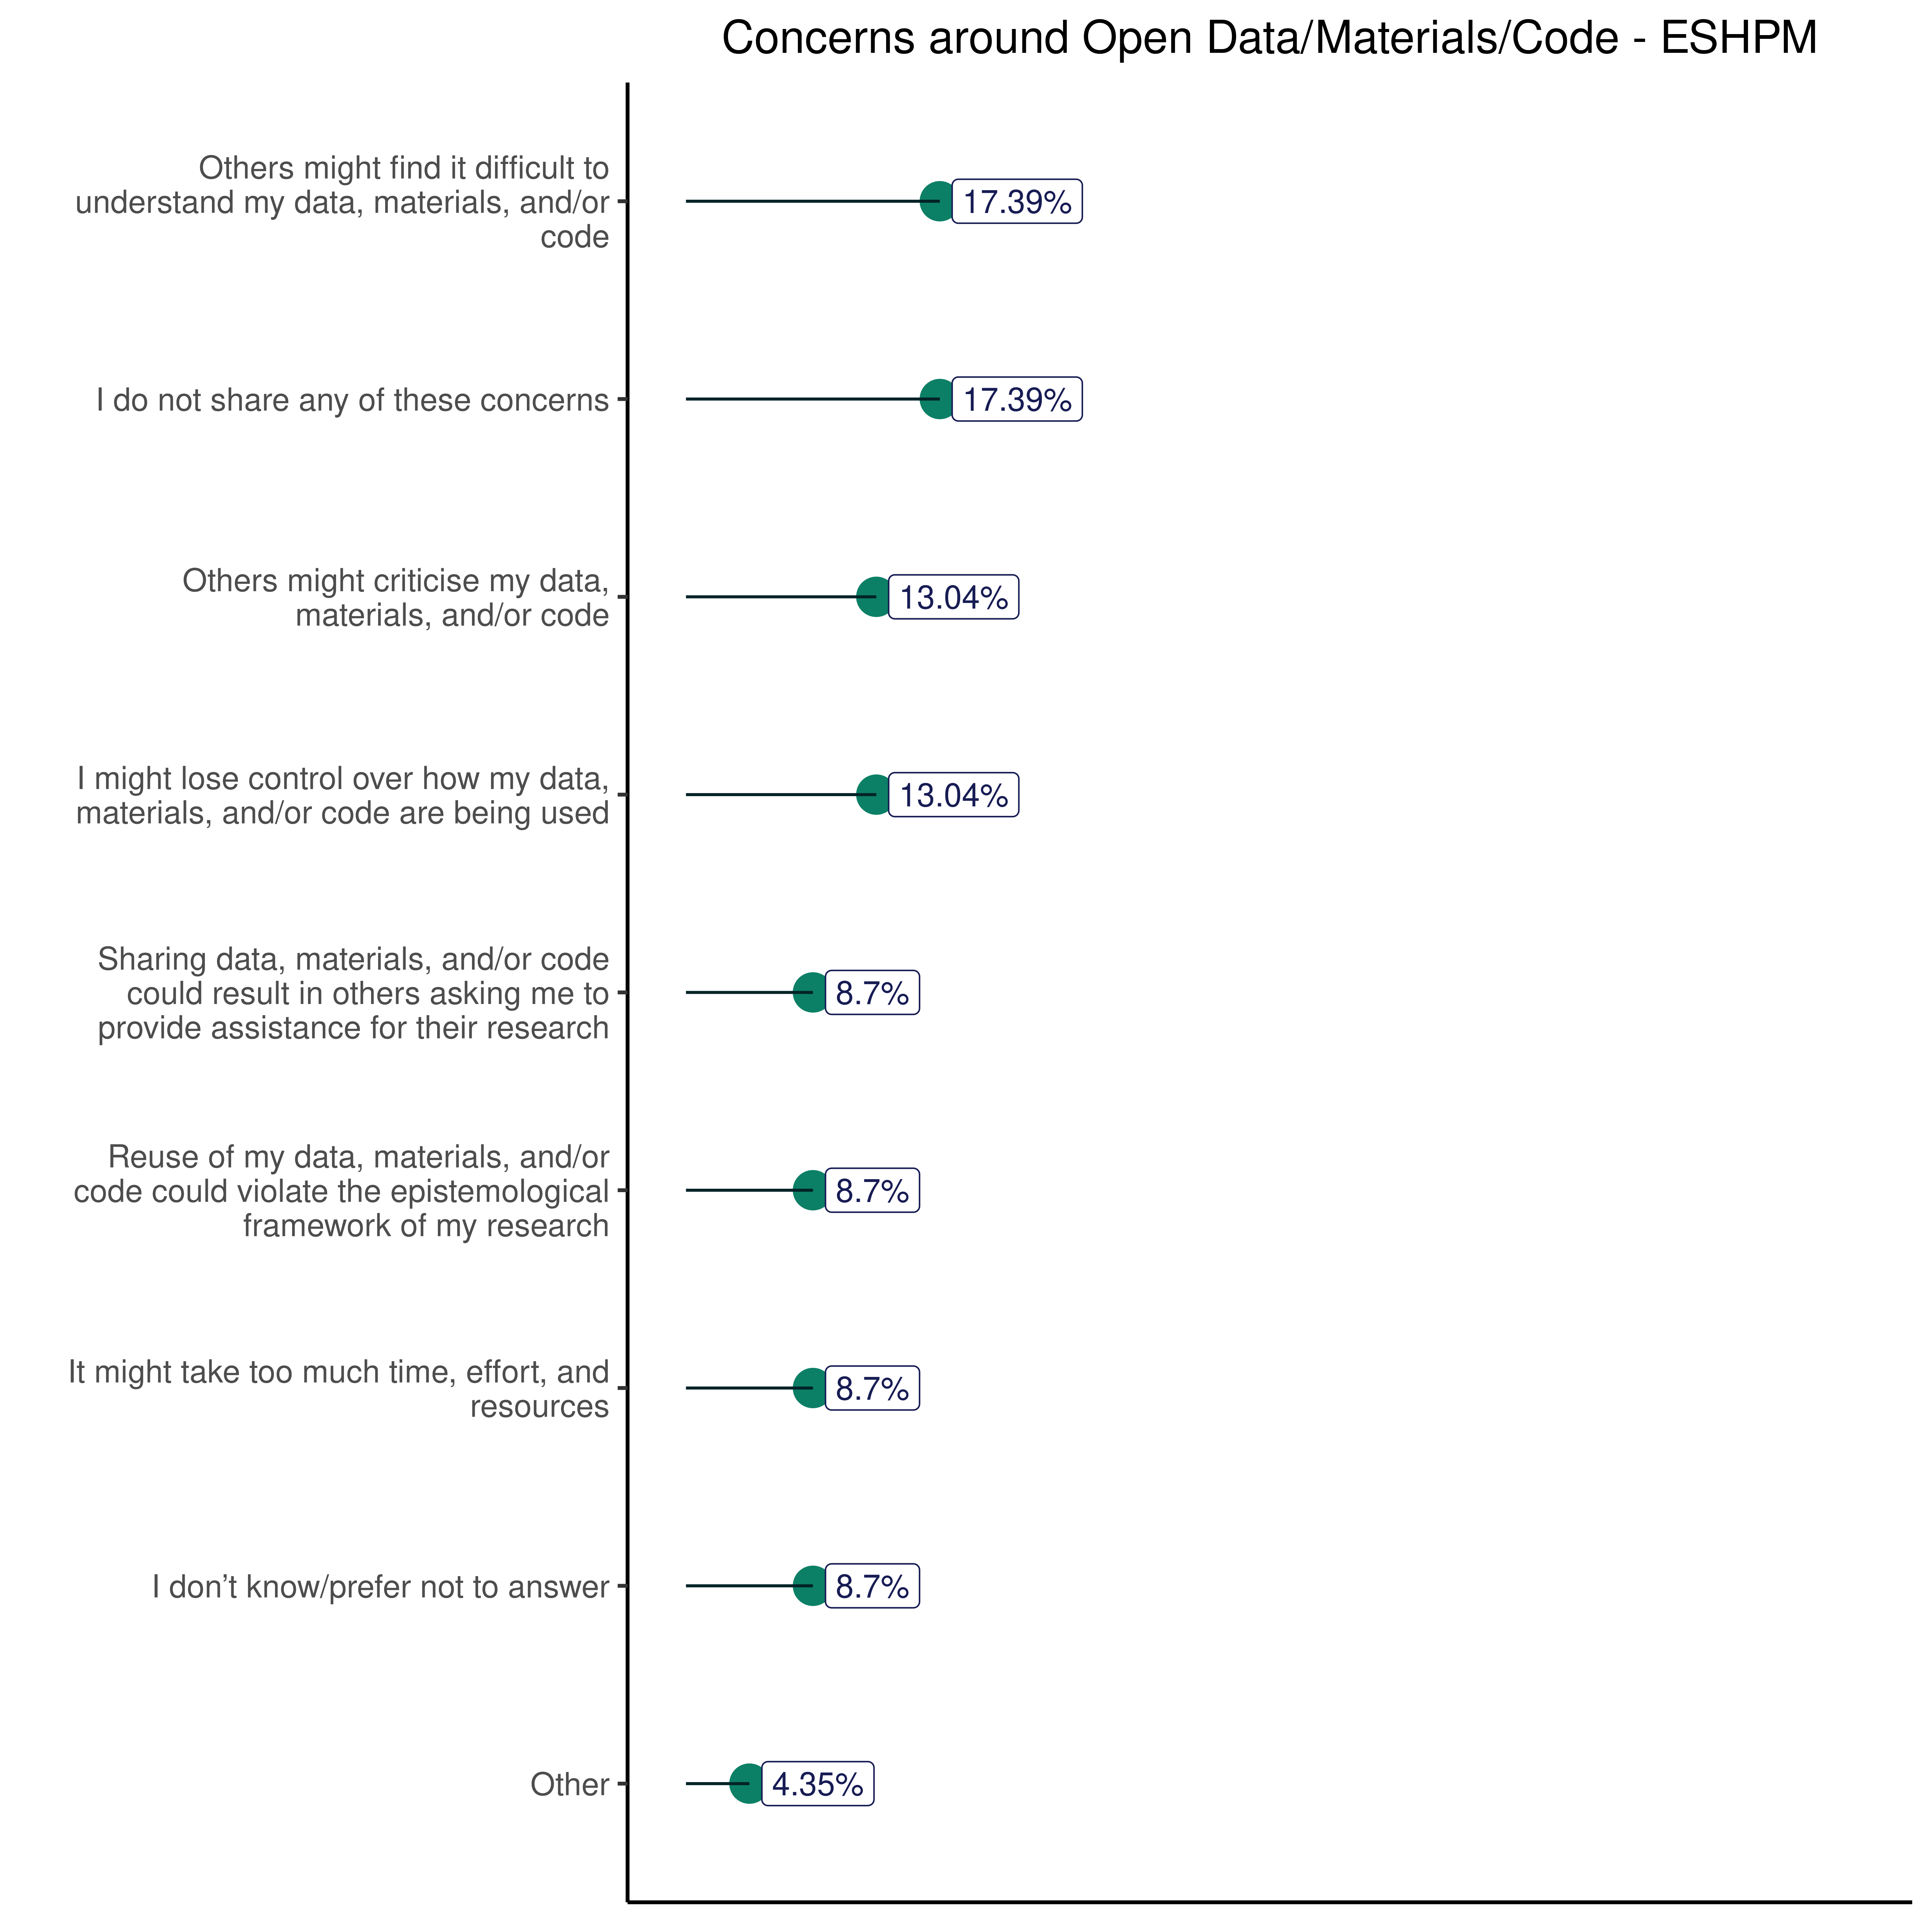 Concerns around Open Data/Materials/Code - ESHPM
Others might find it difficult to
understand my data, materials, and/or
code
17.39%
I do not share any of these concerns
17.39%
Others might criticise my data,
materials, and/or code
13.04%
I might lose control over how my data,
materials, and/or code are being used
13.04%
Sharing data, materials, and/or code
could result in others asking me to
provide assistance for their research
8.7%
Reuse of my data, materials, and/or
code could violate the epistemological
framework of my research
8.7%
It might take too much time, effort, and
resources
8.7%
I don’t know/prefer not to answer
8.7%
Other
4.35%